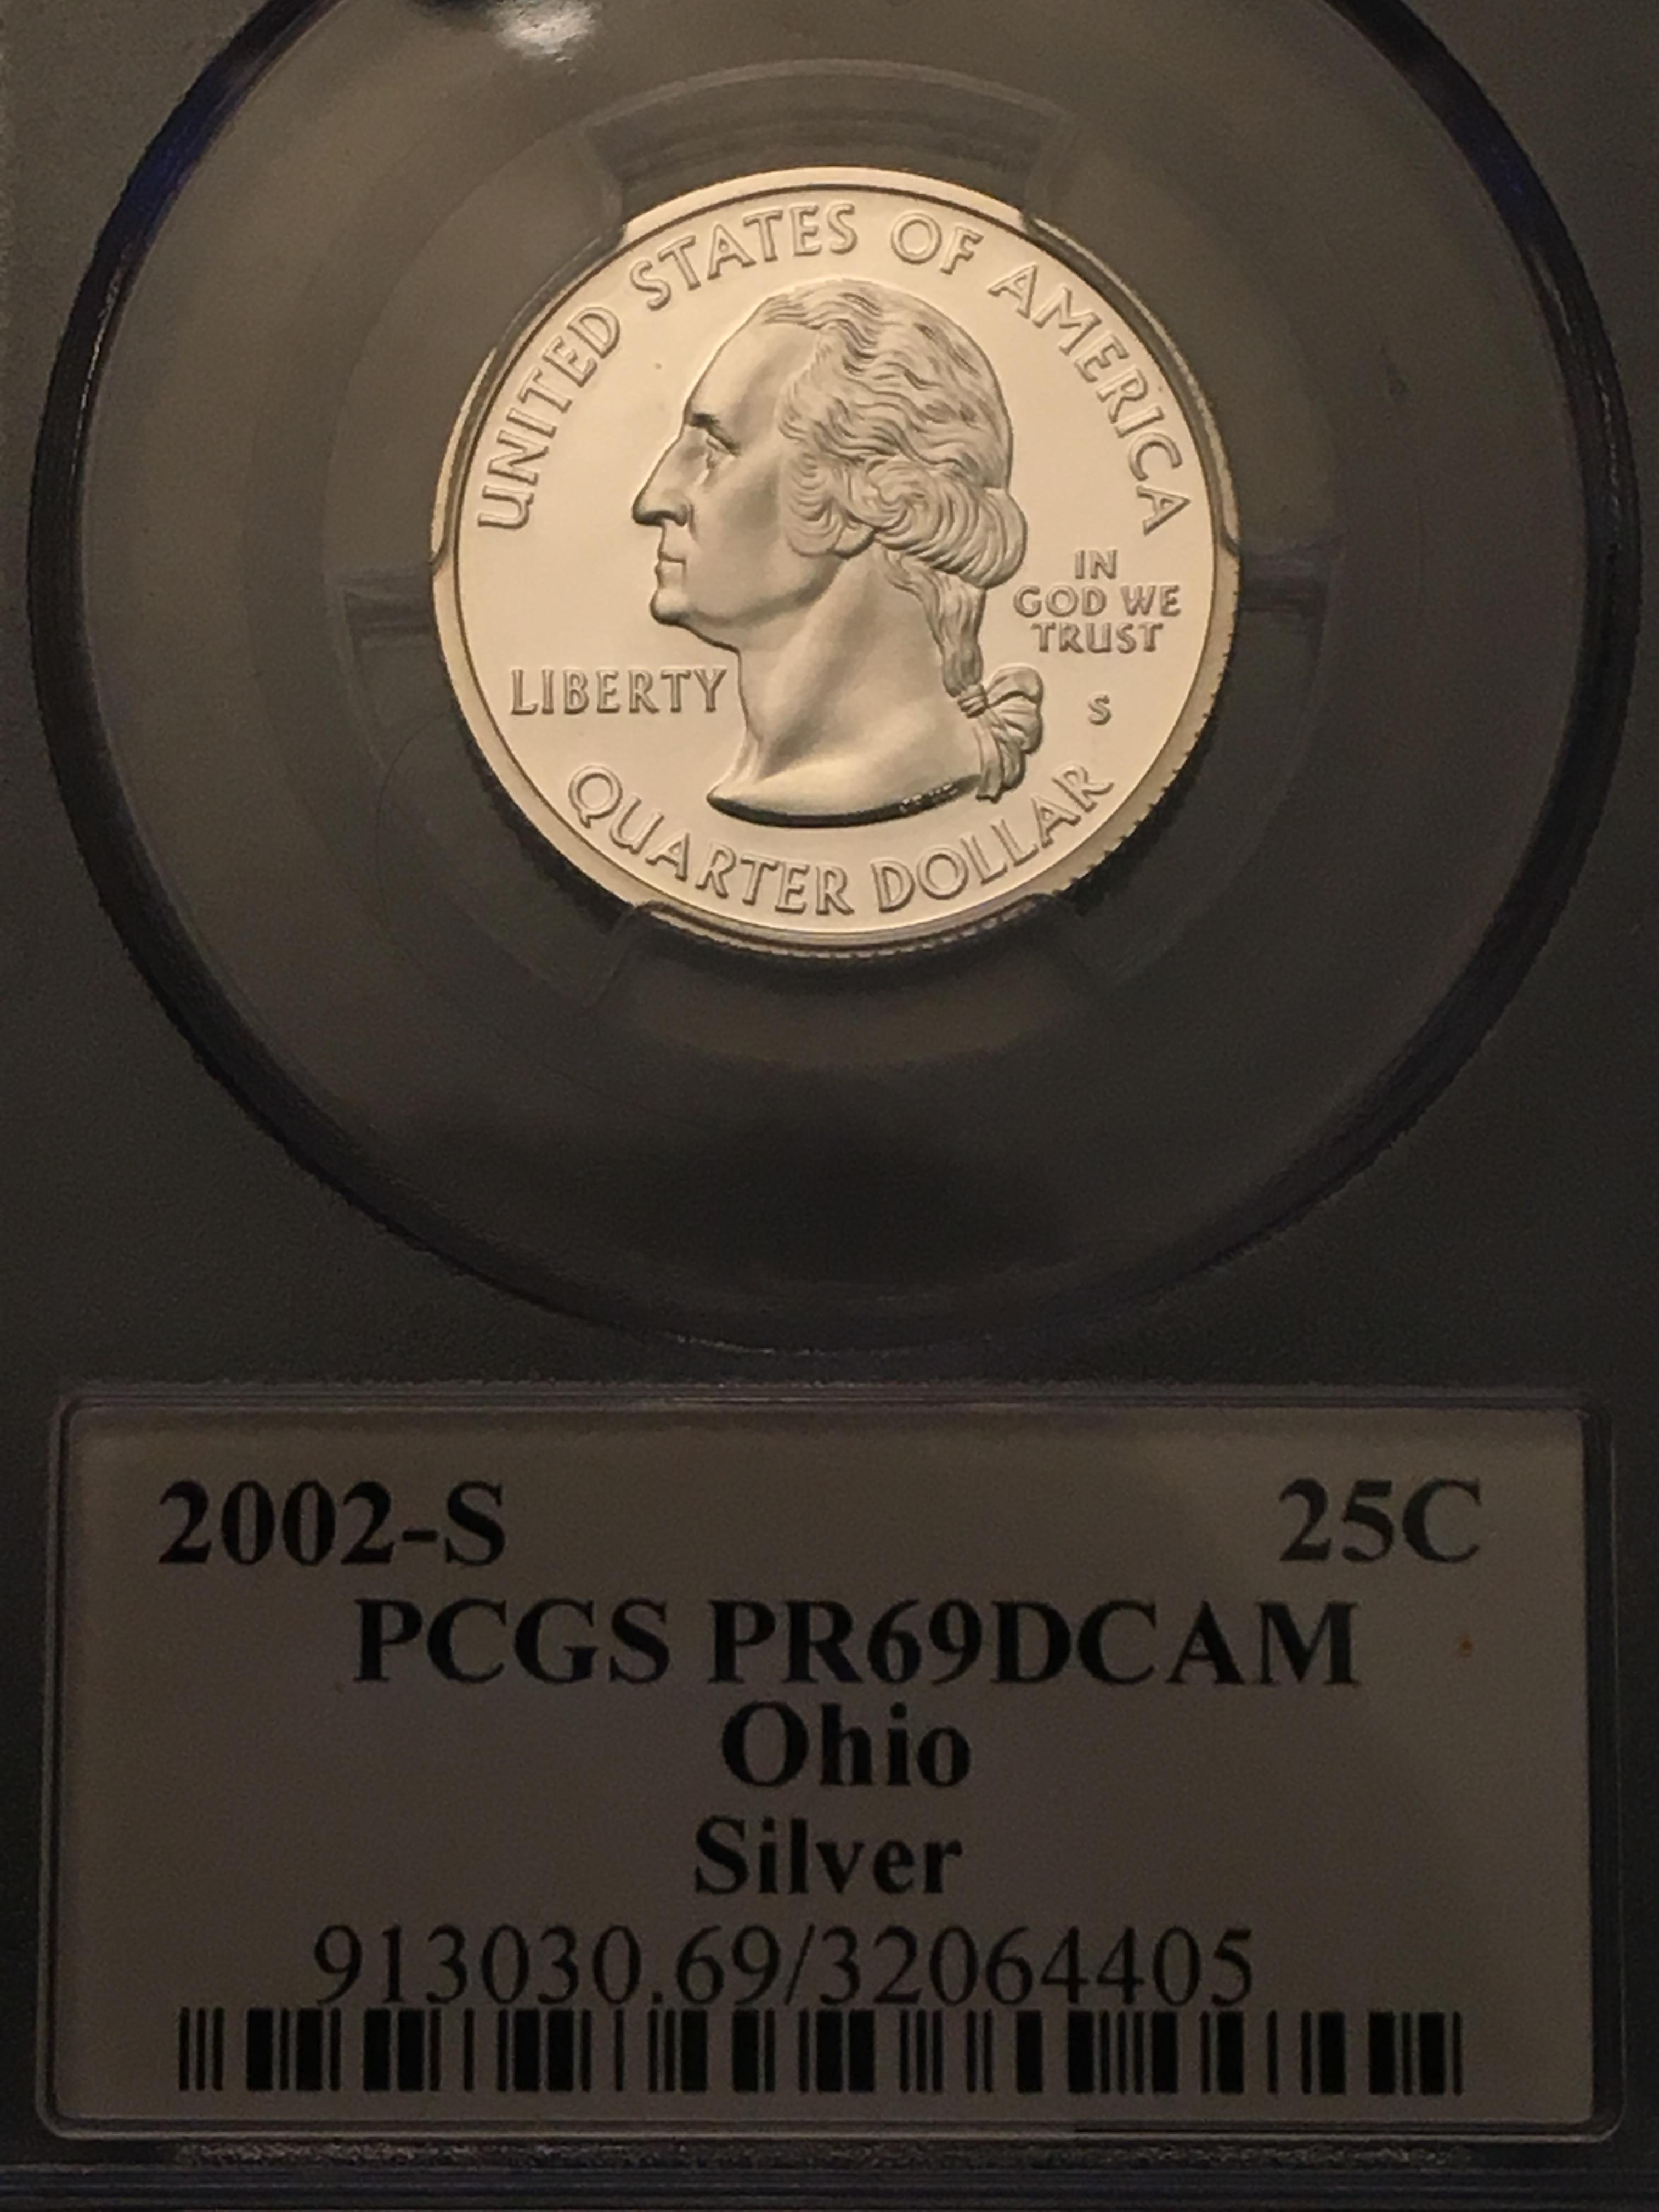 UNITED STATES OF AMERICA
IN
GOD WE
TRUST
LIBERTY
S
QUARTER DOLLAR
2002-S 25C
PCGS PR69DCAM
Ohio
Silver
913030.69/32064405